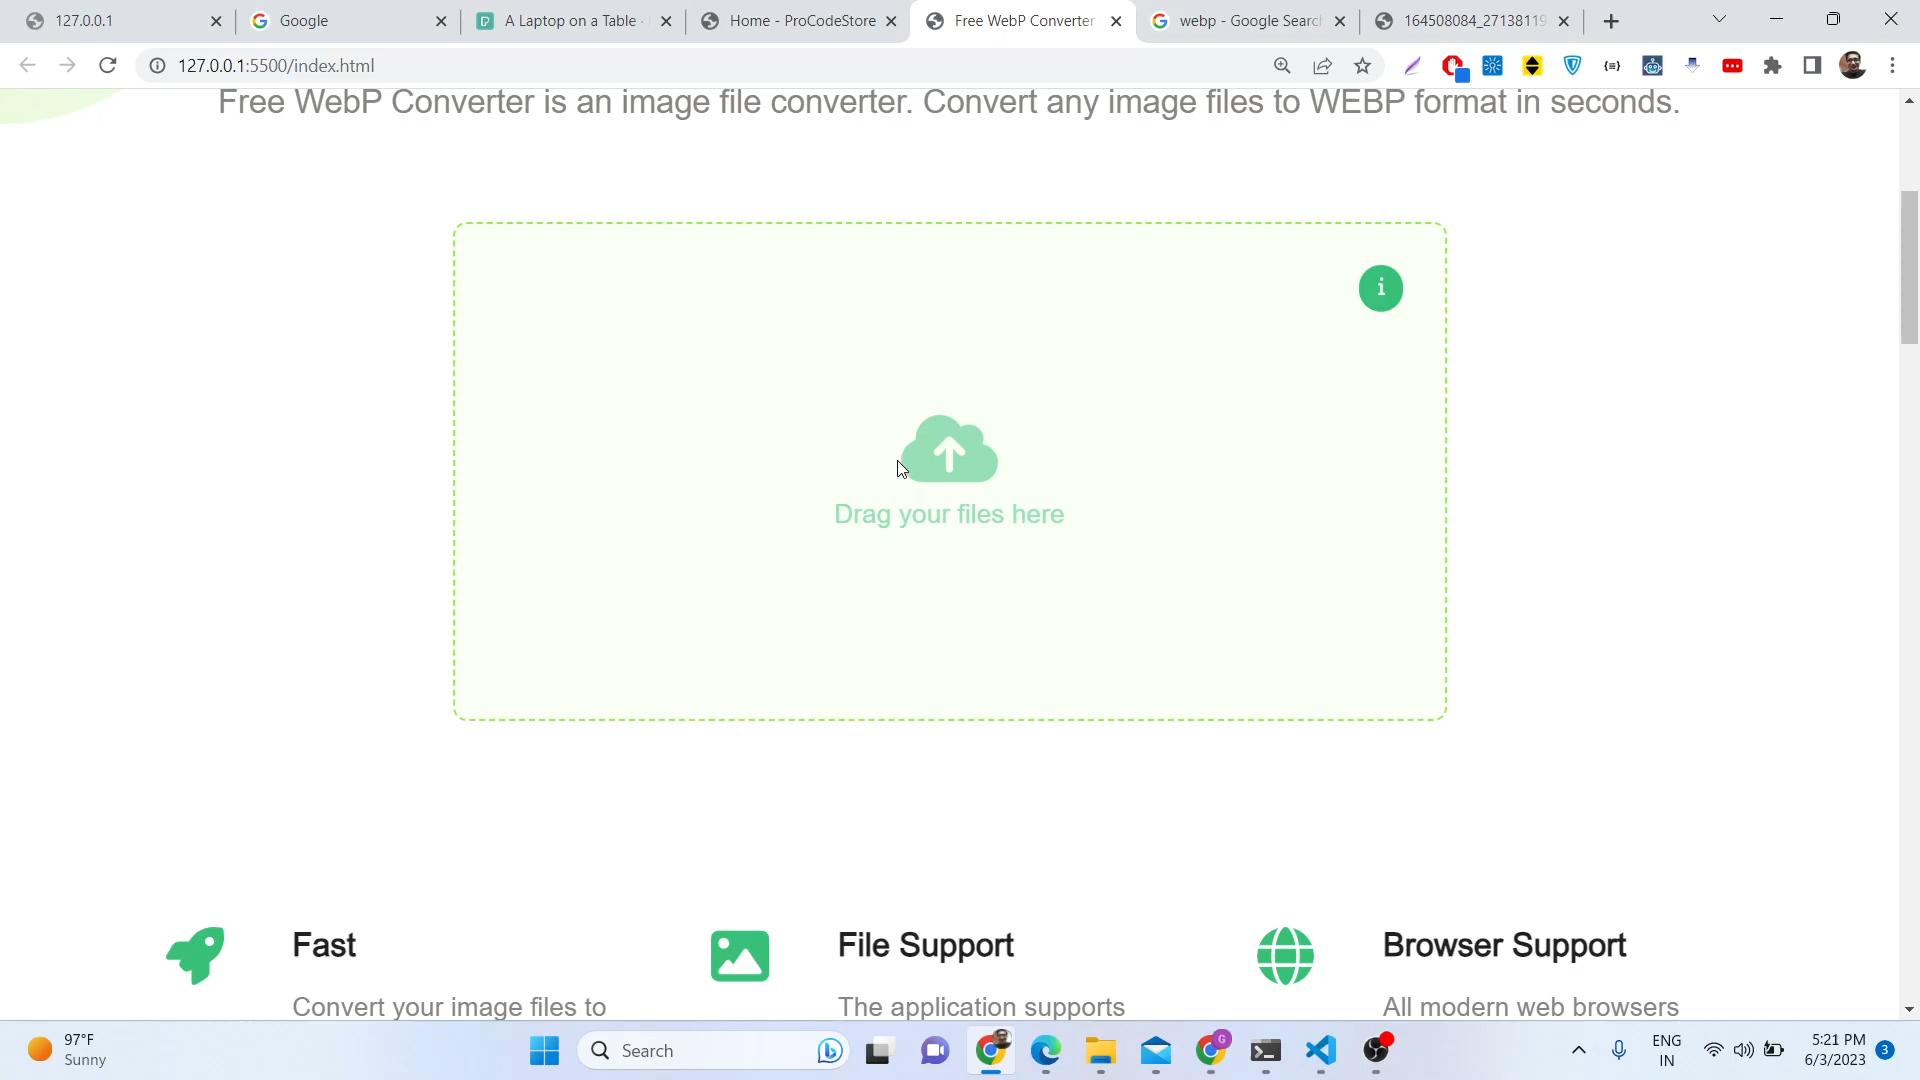 127.0.0.1
Google
A Laptop on a Table ·
Home - ProCodeStore
Free WebP Converter
webp - Google Search
164508084_27138119
127.0.0.1:5500/index.html
Free WebP Converter is an image file converter. Convert any image files to WEBP format in seconds.
i
Drag your files here
Fast
File Support
Browser Support
Convert your image files to
The application supports
All modern web browsers
97°F
Sunny
Search
G
ENG
IN
5:21 PM
6/3/2023
3